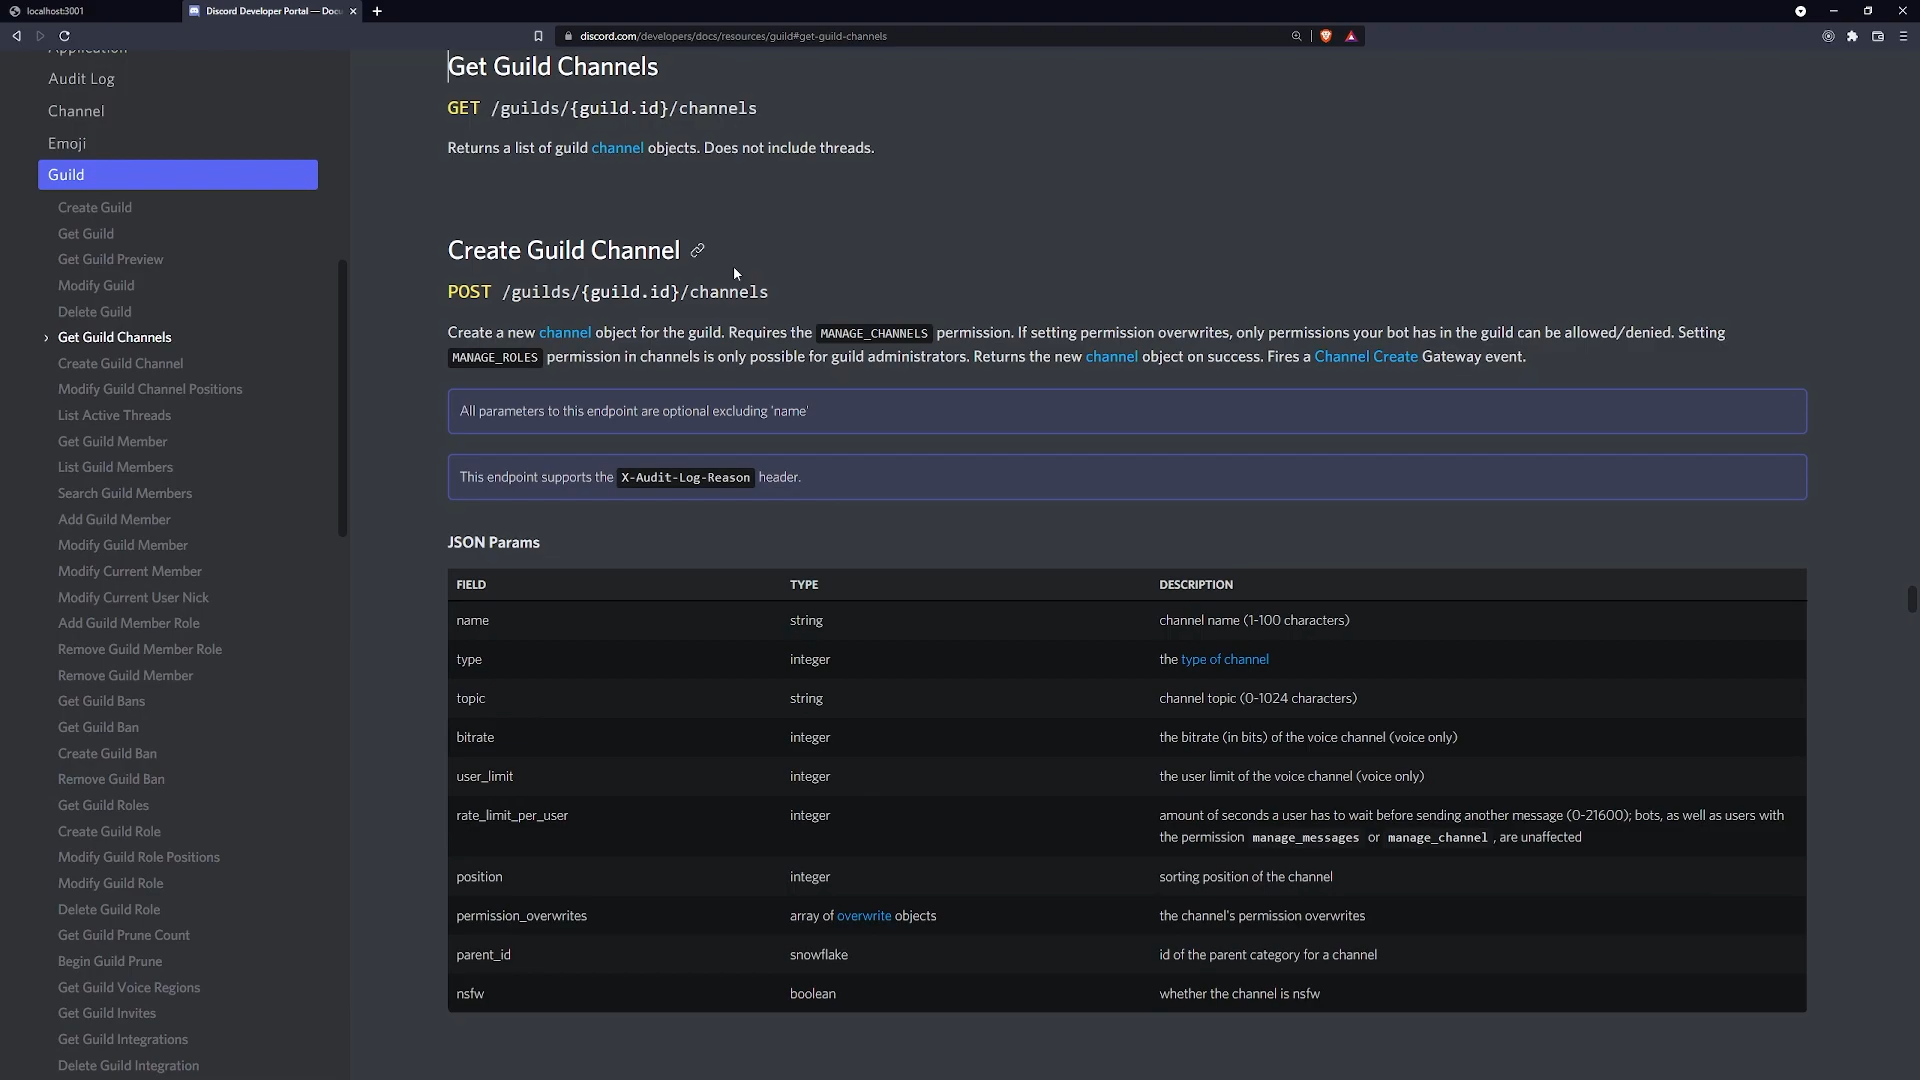 localhost:3001
Discord Developer Portal — Docu
discord.com/developers/docs/resources/guild#get-guild-channels
Application
Audit Log
Channel
Emoji
Guild
Create Guild
Get Guild
Get Guild Preview
Modify Guild
Delete Guild
Get Guild Channels
Create Guild Channel
Modify Guild Channel Positions
List Active Threads
Get Guild Member
List Guild Members
Search Guild Members
Add Guild Member
Modify Guild Member
Modify Current Member
Modify Current User Nick
Add Guild Member Role
Remove Guild Member Role
Remove Guild Member
Get Guild Bans
Get Guild Ban
Create Guild Ban
Remove Guild Ban
Get Guild Roles
Create Guild Role
Modify Guild Role Positions
Modify Guild Role
Delete Guild Role
Get Guild Prune Count
Begin Guild Prune
Get Guild Voice Regions
Get Guild Invites
Get Guild Integrations
Delete Guild Integration
Get Guild Channels
GET /guilds/{guild.id}/channels
Returns a list of guild channel objects. Does not include threads.
Create Guild Channel
POST /guilds/{guild.id}/channels
Create a new channel object for the guild. Requires the MANAGE_CHANNELS permission. If setting permission overwrites, only permissions your bot has in the guild can be allowed/denied. Setting
MANAGE_ROLES permission in channels is only possible for guild administrators. Returns the new channel object on success. Fires a Channel Create Gateway event.
All parameters to this endpoint are optional excluding 'name'
This endpoint supports the X-Audit-Log-Reason header.
JSON Params
FIELD TYPE DESCRIPTION
name string channel name (1-100 characters)
type integer the type of channel
topic string channel topic (0-1024 characters)
bitrate integer the bitrate (in bits) of the voice channel (voice only)
user_limit integer the user limit of the voice channel (voice only)
rate_limit_per_user integer amount of seconds a user has to wait before sending another message (0-21600); bots, as well as users with
the permission manage_messages or manage_channel , are unaffected
position integer sorting position of the channel
permission_overwrites array of overwrite objects the channel's permission overwrites
parent_id snowflake id of the parent category for a channel
nsfw boolean whether the channel is nsfw